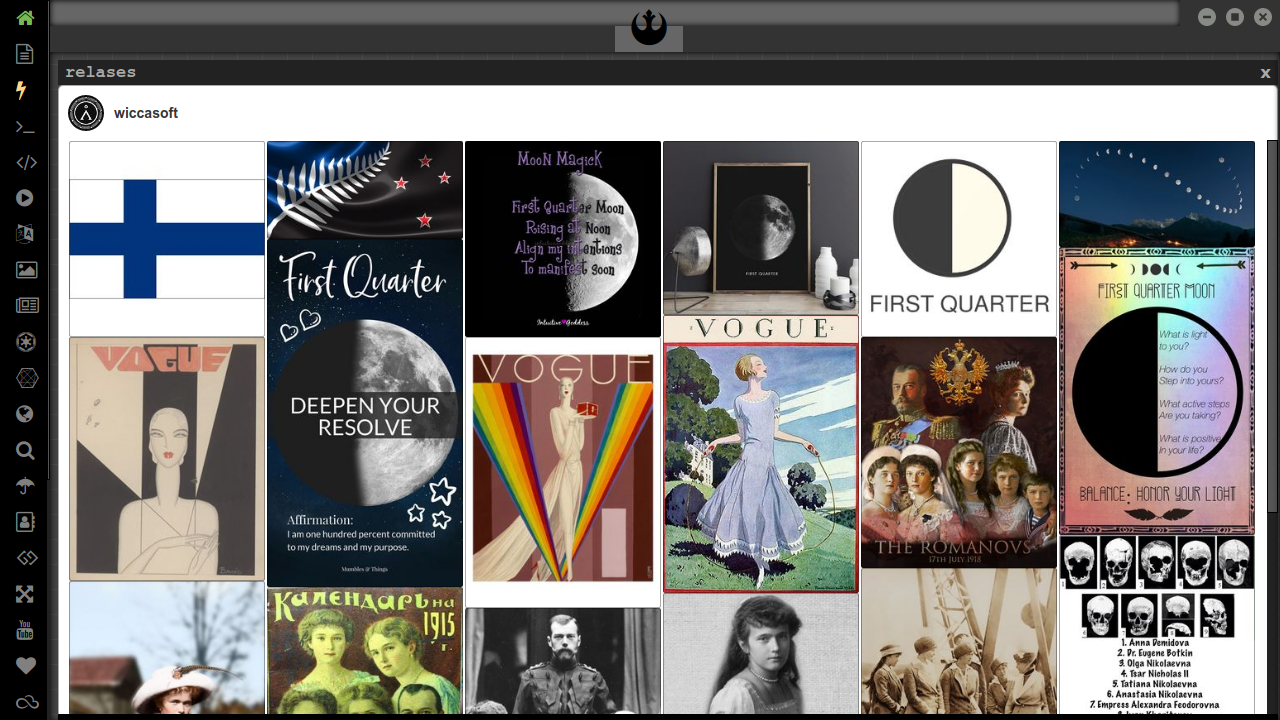 relases
x
wiccasoft
Moon Magick
First Quarter Moon
Rising at Noon
Align my intentions
To manifest soon
Intuitive Goddess
FIRST QUARTER
FIRST QUARTER
First Quarter
DEEPEN YOUR
RESOLVE
Affirmation:
I am one hundred percent committed
to my dreams and my purpose.
Mumbles & Things
VOGUE
VOGUE
VOGUE
FIRST QUARTER MOON
What is light
to you?
How do you
Step into yours?
What active steps
Are you taking?
What is positive
In your life?
BALANCE: HONOR YOUR LIGHT
THE ROMANOVS
17TH JULY 1918
КАЛЕНДАРЬ на
1915
г.
1. Anna Demidova
2. Dr. Eugene Botkin
3. Olga Nikolaevna
4. Tsar Nicholas II
5. Tatiana Nikolaevna
6. Anastasia Nikolaevna
7. Empress Alexandra Feodorovna
You
Tube